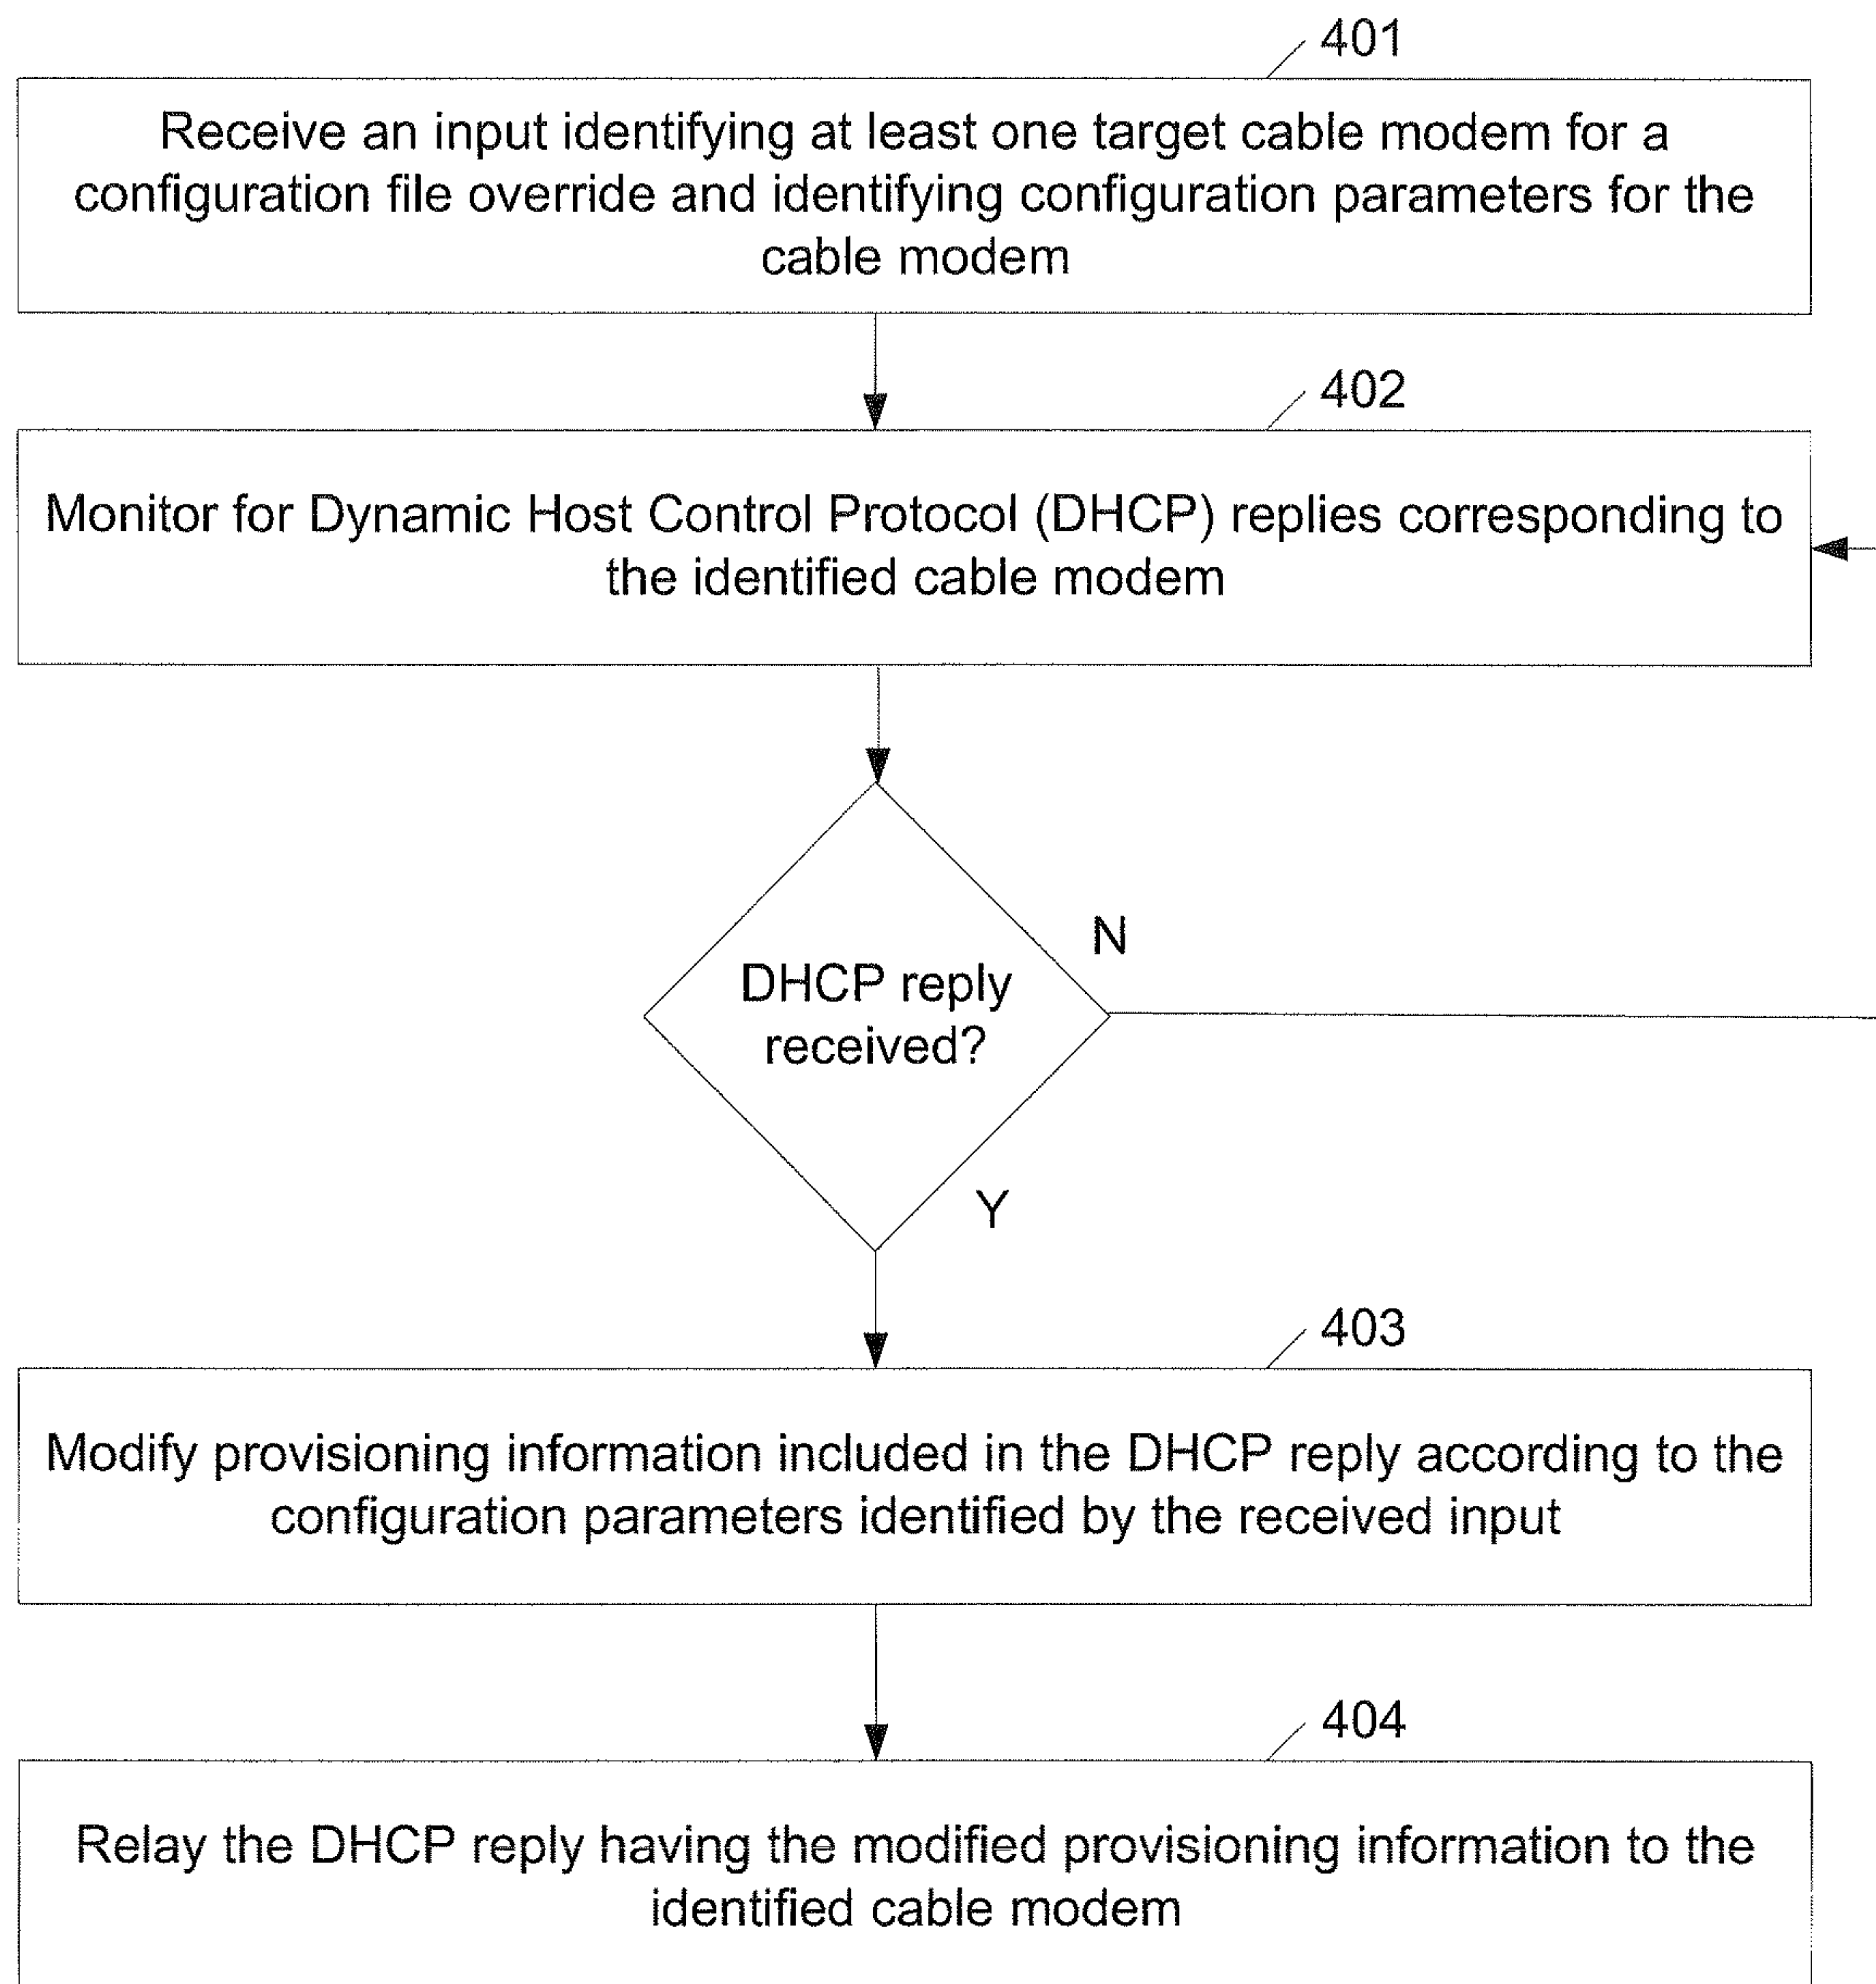 401
Receive an input identifying at least one target cable modem for a
configuration file override and identifying configuration parameters for the
cable modem
402
Monitor for Dynamic Host Control Protocol (DHCP) replies corresponding to
the identified cable modem
N
DHCP reply
received?
Y
403
Modify provisioning information included in the DHCP reply according to the
configuration parameters identified by the received input
404
Relay the DHCP reply having the modified provisioning information to the
identified cable modem